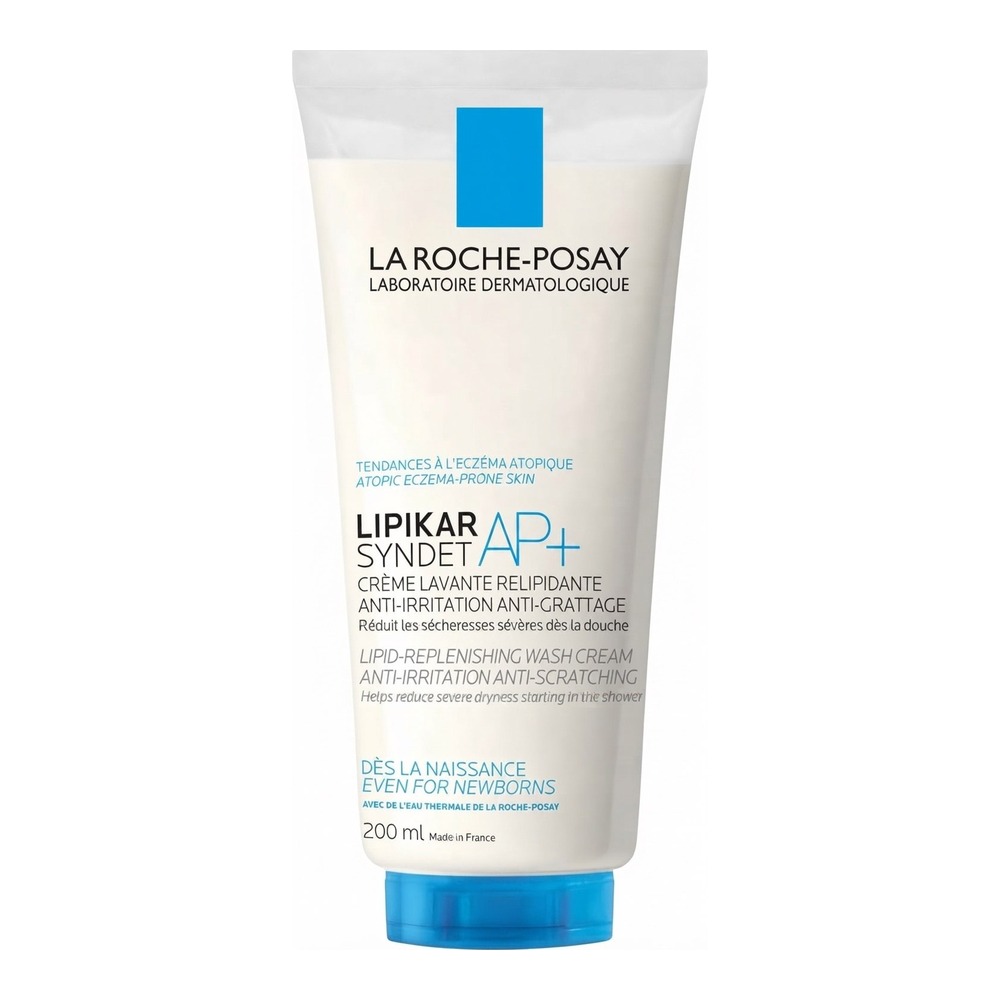 LA ROCHE-POSAY
LABORATOIRE DERMATOLOGIQUE
TENDANCES À L'ECZÉMA ATOPIQUE
ATOPIC ECZEMA-PRONE SKIN
LIPIKAR
SYNDET AP+
CRÈME LAVANTE RELIPIDANTE
ANTI-IRRITATION ANTI-GRATTAGE
Réduit les sécheresses sévères dès la douche
LIPID-REPLENISHING WASH CREAM
ANTI-IRRITATION ANTI-SCRATCHING
Helps reduce severe dryness starting in the shower
DÈS LA NAISSANCE
EVEN FOR NEWBORNS
AVEC DE L'EAU THERMALE DE LA ROCHE-POSAY
200 ml Made in France